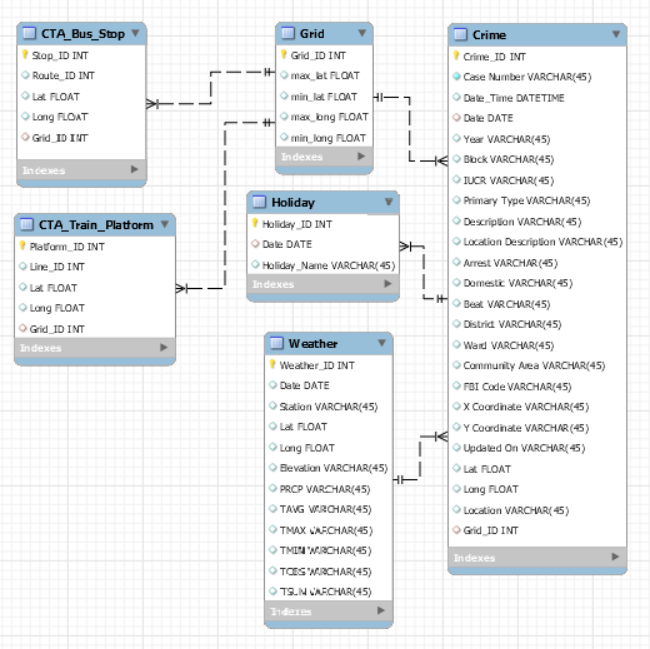 CTA_Bus_Stop
Stop_ID INT
Route_ID INT
Lat FLOAT
Long FLOAT
Grid_ID INT
Indexes
CTA_Train_Platform
Platform_ID INT
Line_ID INT
Lat FLOAT
Long FLOAT
Grid_ID INT
Indexes
Grid
Grid_ID INT
max_lat FLOAT
min_lat FLOAT
max_long FLOAT
min_long FLOAT
Indexes
Holiday
Holiday_ID INT
Date DATE
Holiday_Name VARCHAR(45)
Indexes
Weather
Weather_ID INT
Date DATE
Station VARCHAR(45)
Lat FLOAT
Long FLOAT
Elevation VARCHAR(45)
PRCP VARCHAR(45)
TAVG VARCHAR(45)
TMAX VARCHAR(45)
TMIN VARCHAR(45)
TOBS VARCHAR(45)
TSUN VARCHAR(45)
Indexes
Crime
Crime_ID INT
Case Number VARCHAR(45)
Date_Time DATETIME
Date DATE
Year VARCHAR(45)
Block VARCHAR(45)
IUCR VARCHAR(45)
Primary Type VARCHAR(45)
Description VARCHAR(45)
Location Description VARCHAR(45)
Arrest VARCHAR(45)
Domestic VARCHAR(45)
Beat VARCHAR(45)
District VARCHAR(45)
Ward VARCHAR(45)
Community Area VARCHAR(45)
FBI Code VARCHAR(45)
X Coordinate VARCHAR(45)
Y Coordinate VARCHAR(45)
Updated On VARCHAR(45)
Lat FLOAT
Long FLOAT
Location VARCHAR(45)
Grid_ID INT
Indexes